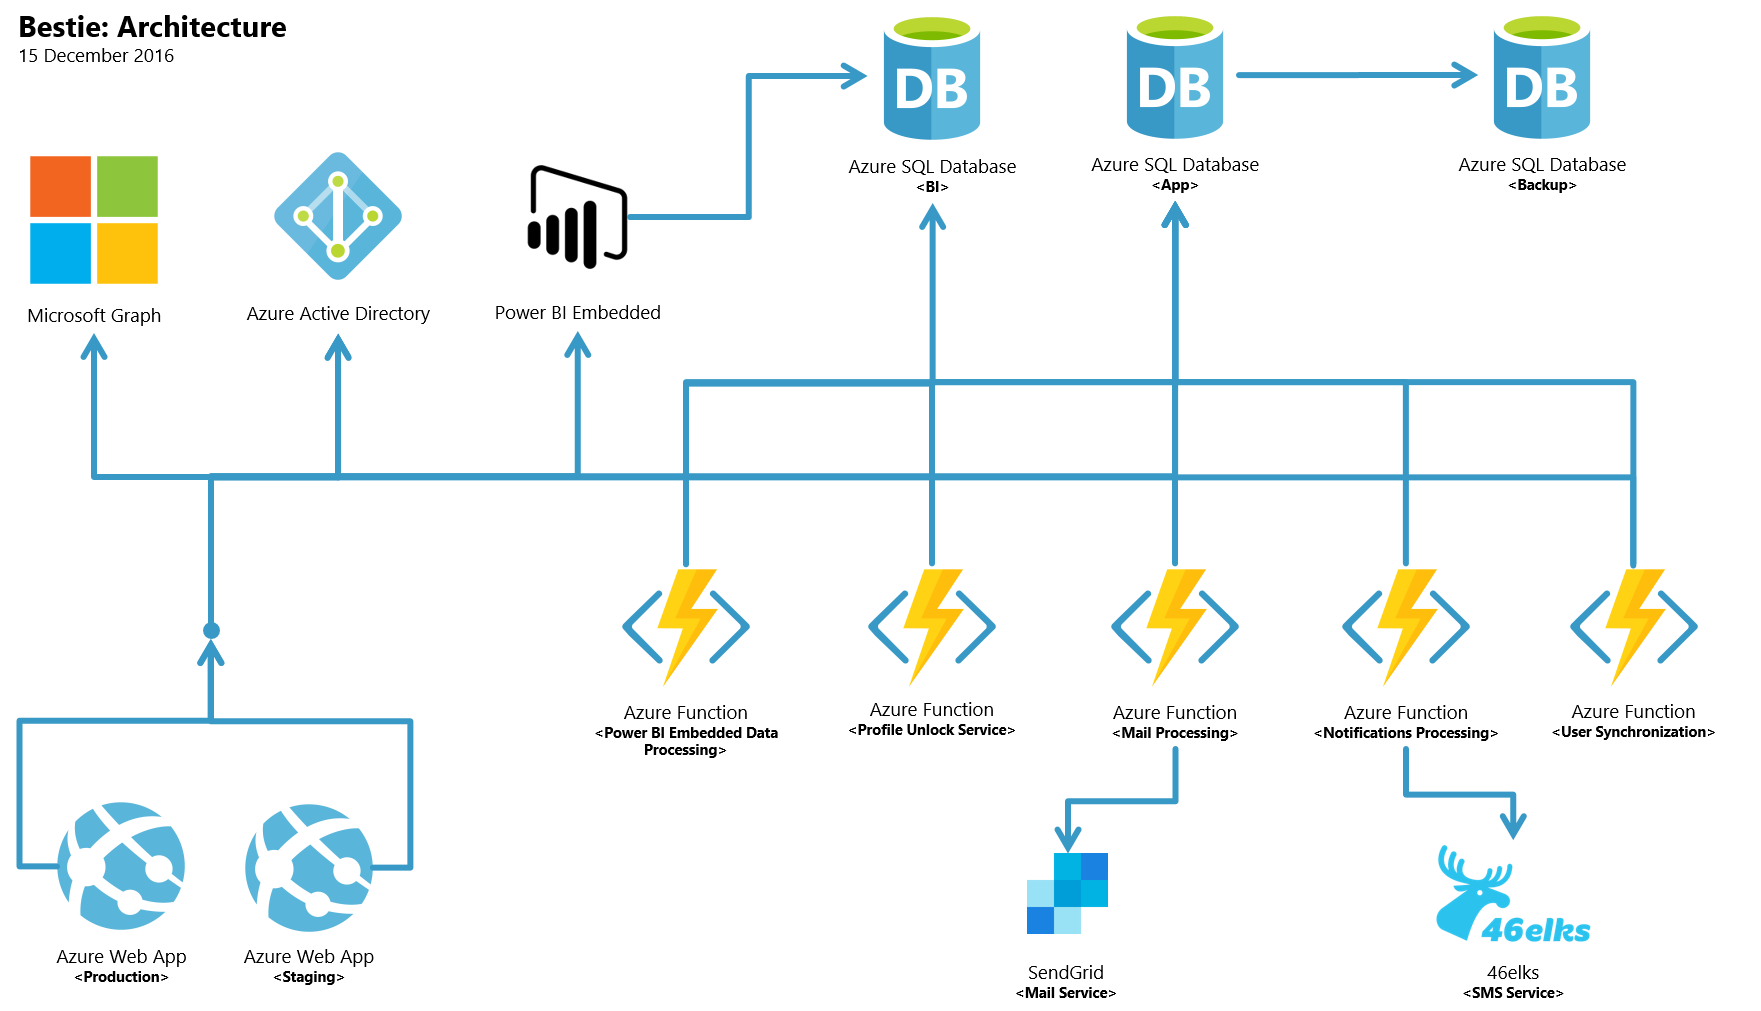 Bestie: Architecture
15 December 2016
DB
DB
DB
Azure SQL Database
<BI>
Azure SQL Database
<App>
Azure SQL Database
<Backup>
Microsoft Graph
Azure Active Directory
Power BI Embedded
Azure Function
<Power BI Embedded Data
Processing>
Azure Function
<Profile Unlock Service>
Azure Function
<Mail Processing>
Azure Function
<Notifications Processing>
Azure Function
<User Synchronization>
Azure Web App
<Production>
Azure Web App
<Staging>
SendGrid
<Mail Service>
46elks
46elks
<SMS Service>